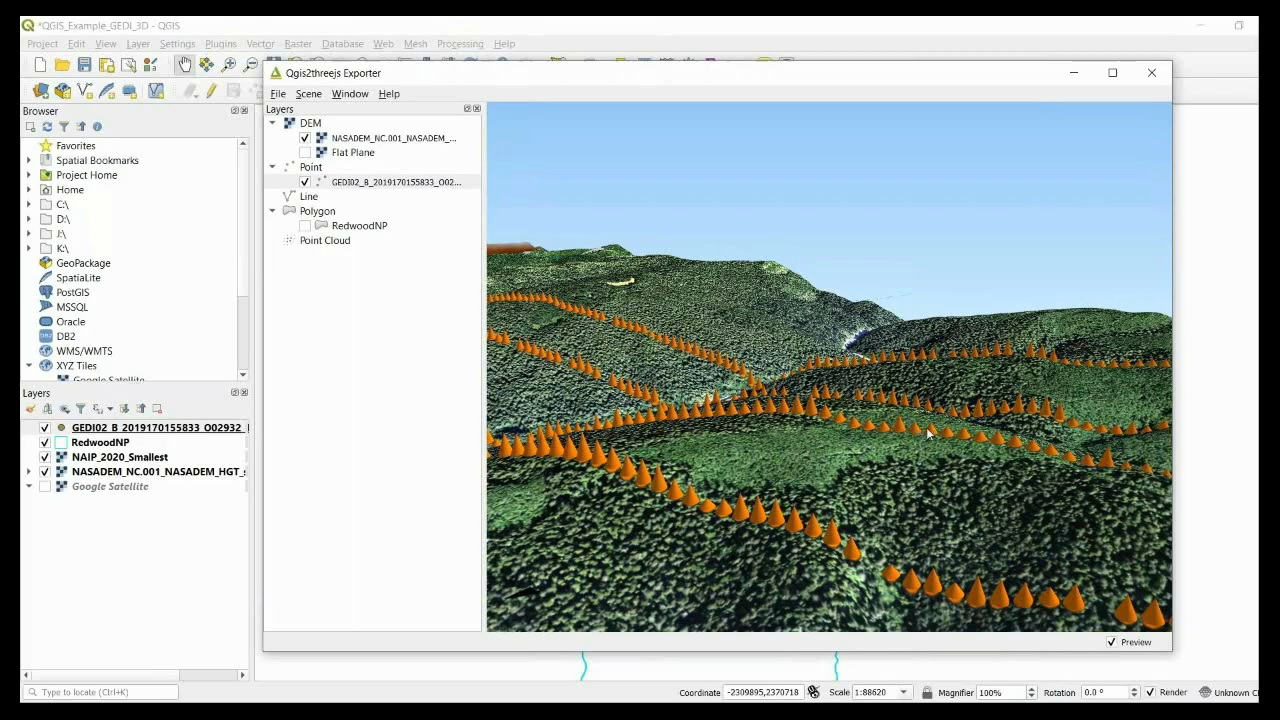 *QGIS_Example_GEDI_3D - QGIS
Project Edit View Layer Settings Plugins Vector Raster Database Web Mesh Processing Help
Qgis2threejs Exporter
File Scene Window Help
Layers
DEM
NASADEM_NC.001_NASADEM_...
Flat Plane
Point
GEDI02_B_2019170155833_O02...
Line
Polygon
RedwoodNP
Point Cloud
Preview
Browser
Favorites
Spatial Bookmarks
Project Home
Home
C:\
D:\
J:\
K:\
GeoPackage
SpatiaLite
PostGIS
MSSQL
Oracle
DB2
WMS/WMTS
XYZ Tiles
Google Satellite
Layers
GEDI02_B_2019170155833_O02932_
RedwoodNP
NAIP_2020_Smallest
NASADEM_NC.001_NASADEM_HGT_
Google Satellite
Type to locate (Ctrl+K)
Coordinate -2309895,2370718 Scale 1:88620 Magnifier 100% Rotation 0.0 ° Render Unknown